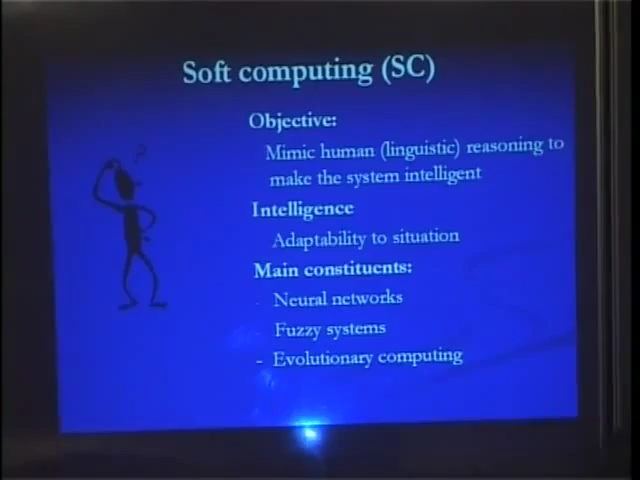 Soft computing (SC)
Objective:
Mimic human (linguistic) reasoning to
make the system intelligent
Intelligence
Adaptability to situation
Main constituents:
- Neural networks
- Fuzzy systems
- Evolutionary computing